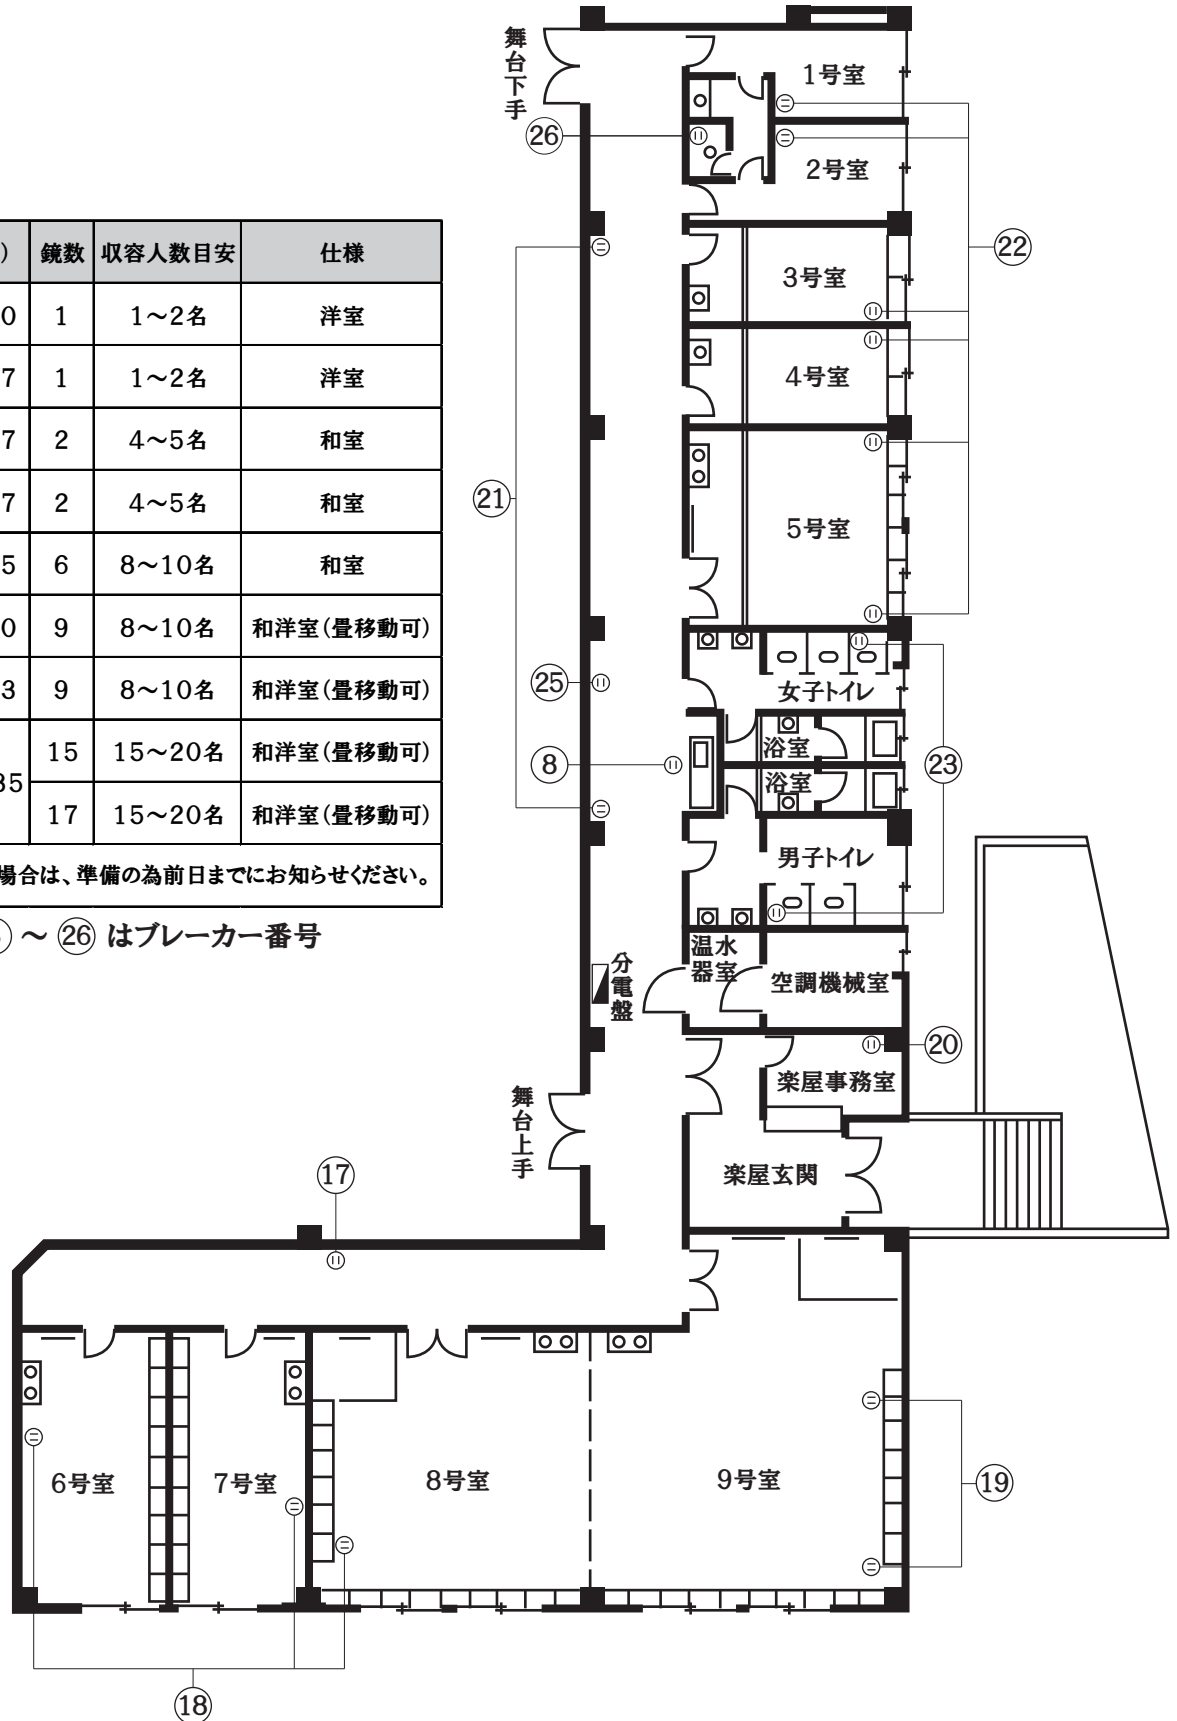 舞台下手
1号室
26
2号室
22
3号室
4号室
21
5号室
25
女子トイレ
8
浴室
23
浴室
男子トイレ
温水
器室
空調機械室
分電盤
20
楽屋事務室
舞台上手
楽屋玄関
17
6号室
7号室
8号室
9号室
19
18
) 鏡数 収容人数目安 仕様
0 1 1～2名 洋室
7 1 1～2名 洋室
7 2 4～5名 和室
7 2 4～5名 和室
5 6 8～10名 和室
0 9 8～10名 和洋室(畳移動可)
3 9 8～10名 和洋室(畳移動可)
35 15 15～20名 和洋室(畳移動可)
17 15～20名 和洋室(畳移動可)
場合は、準備の為前日までにお知らせください。
～ 26 はブレーカー番号